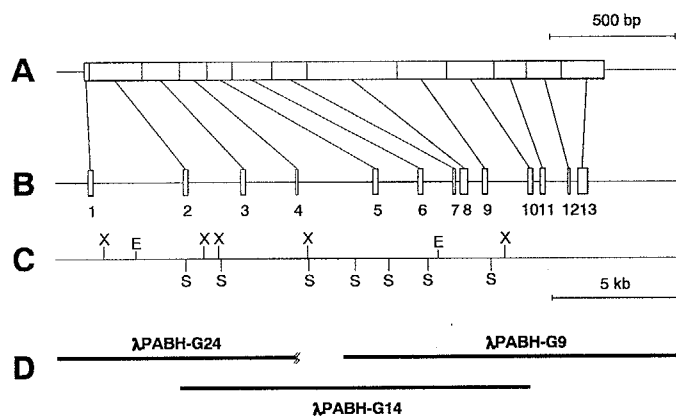 500 bp
A
B
1 2 3 4 5 6 7 8 9 10 11 12 13
X E X X X E X
C
S S S S S S S
5 kb
λPABH-G24 λPABH-G9
D
λPABH-G14